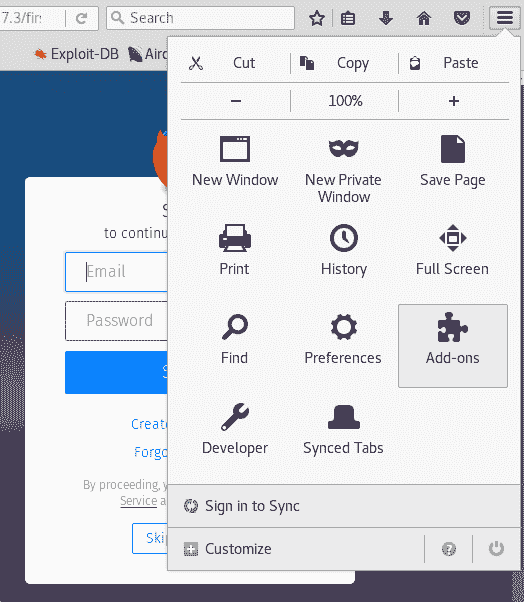 7.3/fir
Search
Exploit-DB
Airc
Cut
Copy
Paste
100%
New Window
New Private
Window
Save Page
Print
History
Full Screen
Find
Preferences
Add-ons
Developer
Synced Tabs
Sign in to Sync
Customize
S
to continu
Email
Password
S
Create
Forgo
By proceeding, y
Service a
Ski